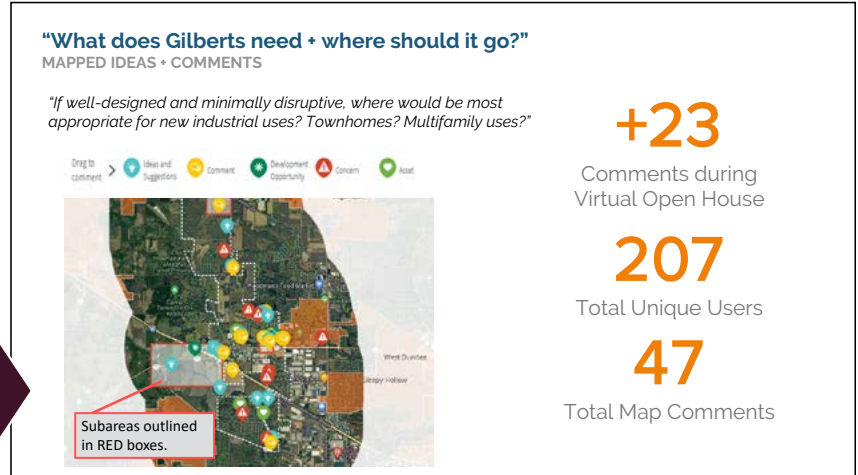 “What does Gilberts need + where should it go?”
MAPPED IDEAS + COMMENTS
“If well-designed and minimally disruptive, where would be most
appropriate for new industrial uses? Townhomes? Multifamily uses?”
Drag to
comment
Ideas and
Suggestions
Comment
Development
Opportunity
Concern
Asset
West Dundee
Sleepy Hollow
Subareas outlined
in RED boxes.
+23
Comments during
Virtual Open House
207
Total Unique Users
47
Total Map Comments